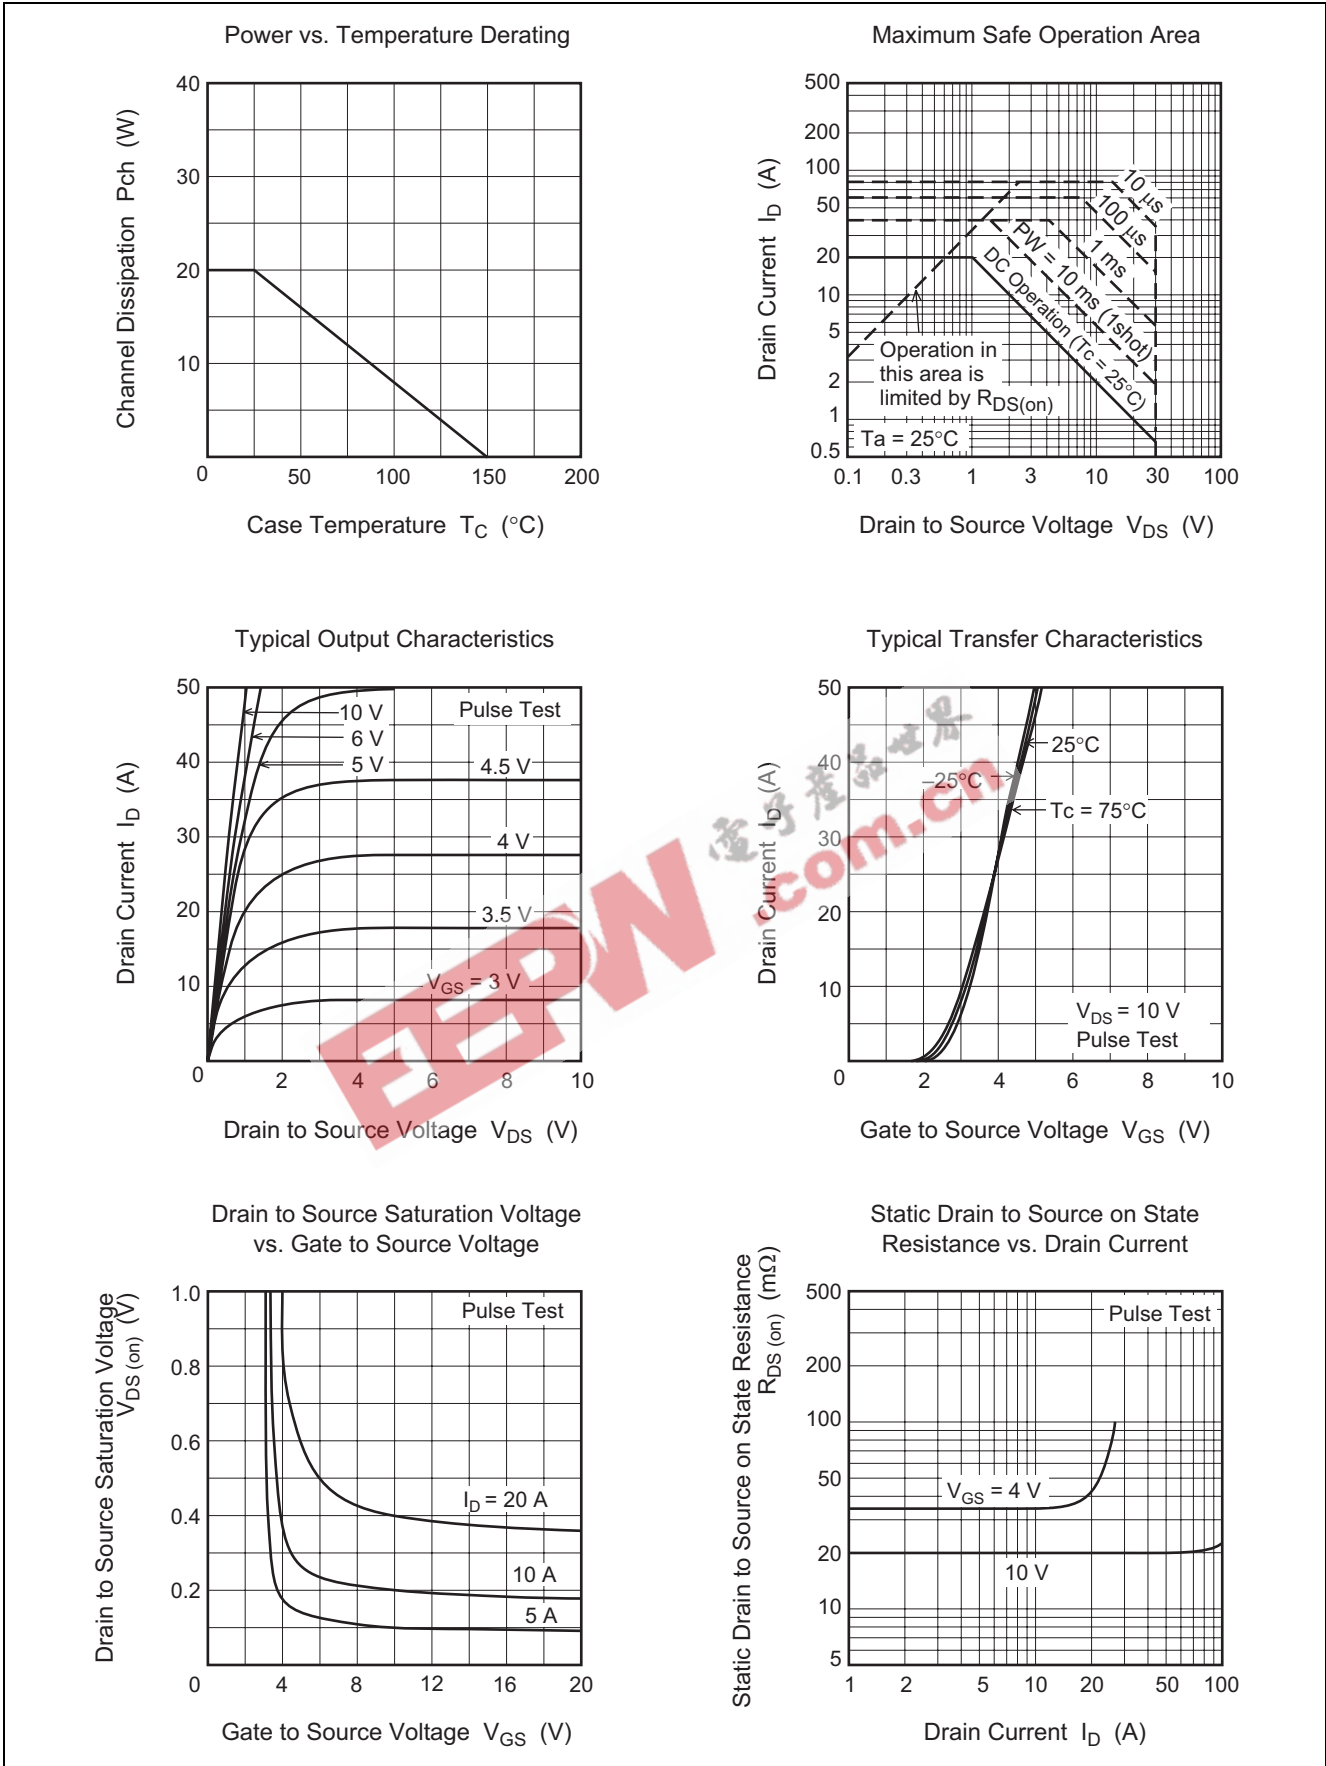 Power vs. Temperature Derating
Channel Dissipation Pch (W)
40
30
20
10
0 50 100 150 200
Case Temperature TC (°C)
Maximum Safe Operation Area
Drain Current ID (A)
500
200
100
50
20
10
5
2
1
0.5
10 μs
100 μs
1 ms
PW = 10 ms (1shot)
DC Operation (Tc = 25°C)
Operation in
this area is
limited by RDS(on)
Ta = 25°C
0.1 0.3 1 3 10 30 100
Drain to Source Voltage VDS (V)
Typical Output Characteristics
Drain Current ID (A)
50
40
30
20
10
Pulse Test
10 V
6 V
5 V
4.5 V
4 V
3.5 V
VGS = 3 V
0 2 4 6 8 10
Drain to Source Voltage VDS (V)
Typical Transfer Characteristics
Drain Current ID (A)
50
40
30
20
10
25°C
–25°C
Tc = 75°C
VDS = 10 V
Pulse Test
0 2 4 6 8 10
Gate to Source Voltage VGS (V)
EEPW
.com.cn
電子產品世界
Drain to Source Saturation Voltage
vs. Gate to Source Voltage
Drain to Source Saturation Voltage
VDS (on) (V)
1.0
0.8
0.6
0.4
0.2
Pulse Test
ID = 20 A
10 A
5 A
0 4 8 12 16 20
Gate to Source Voltage VGS (V)
Static Drain to Source on State
Resistance vs. Drain Current
Static Drain to Source on State Resistance
RDS (on) (mΩ)
500
200
100
50
20
10
5
Pulse Test
VGS = 4 V
10 V
1 2 5 10 20 50 100
Drain Current ID (A)